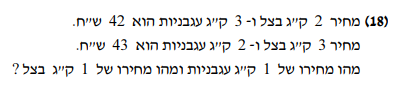 (18) מחיר 2 ק״ג בצל ו- 3 ק״ג עגבניות הוא 42 ש״ח.
מחיר 3 ק״ג בצל ו- 2 ק״ג עגבניות הוא 43 ש״ח.
מהו מחירו של 1 ק״ג עגבניות ומהו מחירו של 1 ק״ג בצל ?